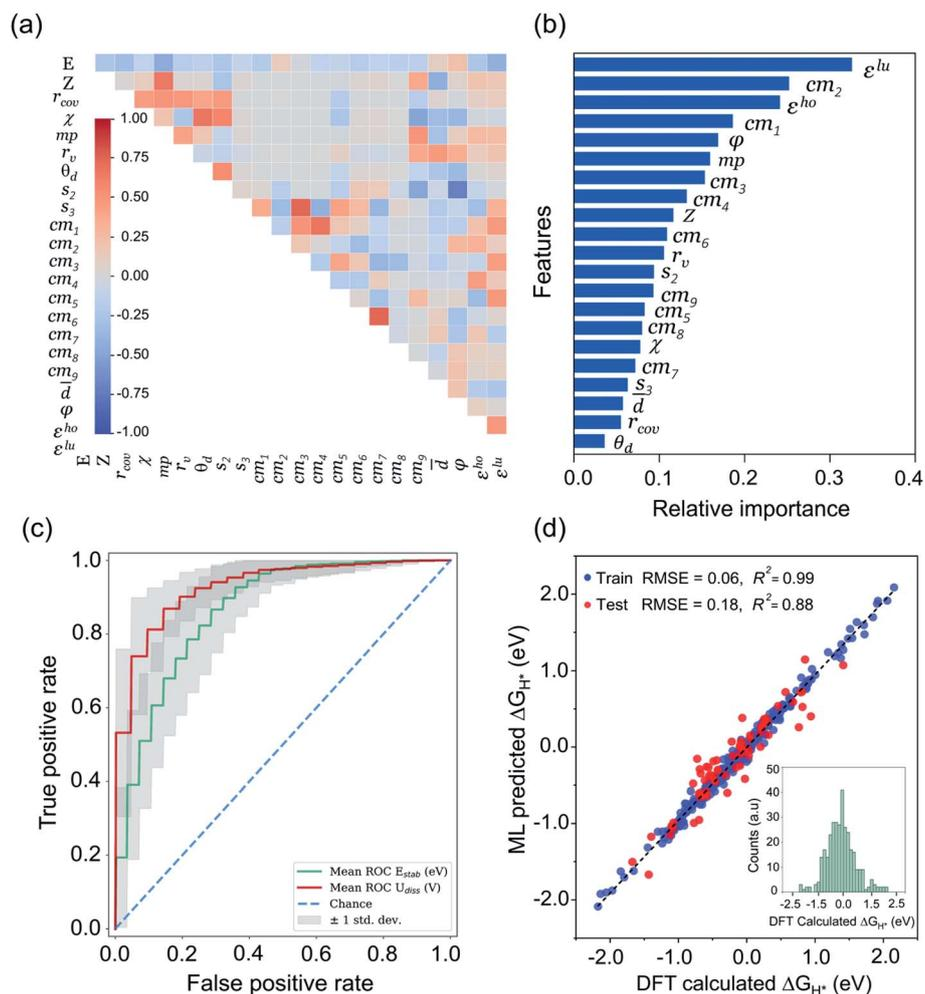 (a)
E
Z
r_cov
χ
mp
r_v
θ_d
s_2
s_3
cm_1
cm_2
cm_3
cm_4
cm_5
cm_6
cm_7
cm_8
cm_9
d̅
φ
ε^ho
ε^lu
1.00
0.75
0.50
0.25
0.00
-0.25
-0.50
-0.75
-1.00
E Z r_cov χ mp r_v θ_d s_2 s_3 cm_1 cm_2 cm_3 cm_4 cm_5 cm_6 cm_7 cm_8 cm_9 d̅ φ ε^ho ε^lu
(b)
Features
ε^lu
cm_2
ε^ho
cm_1
φ
mp
cm_3
cm_4
Z
cm_6
r_v
s_2
cm_9
cm_5
cm_8
χ
cm_7
s_3
d̅
r_cov
θ_d
0.0 0.1 0.2 0.3 0.4
Relative importance
(c)
True positive rate
1.0
0.8
0.6
0.4
0.2
0.0
Mean ROC E_stab (eV)
Mean ROC U_diss (V)
Chance
± 1 std. dev.
0.0 0.2 0.4 0.6 0.8 1.0
False positive rate
(d)
ML predicted ΔG_H* (eV)
2.0
1.0
0.0
-1.0
-2.0
Train RMSE = 0.06, R²= 0.99
Test RMSE = 0.18, R²= 0.88
Counts (a.u)
50
40
30
20
10
0
-2.5 -1.5 0.0 1.5 2.5
DFT Calculated ΔG_H* (eV)
-2.0 -1.0 0.0 1.0 2.0
DFT calculated ΔG_H* (eV)